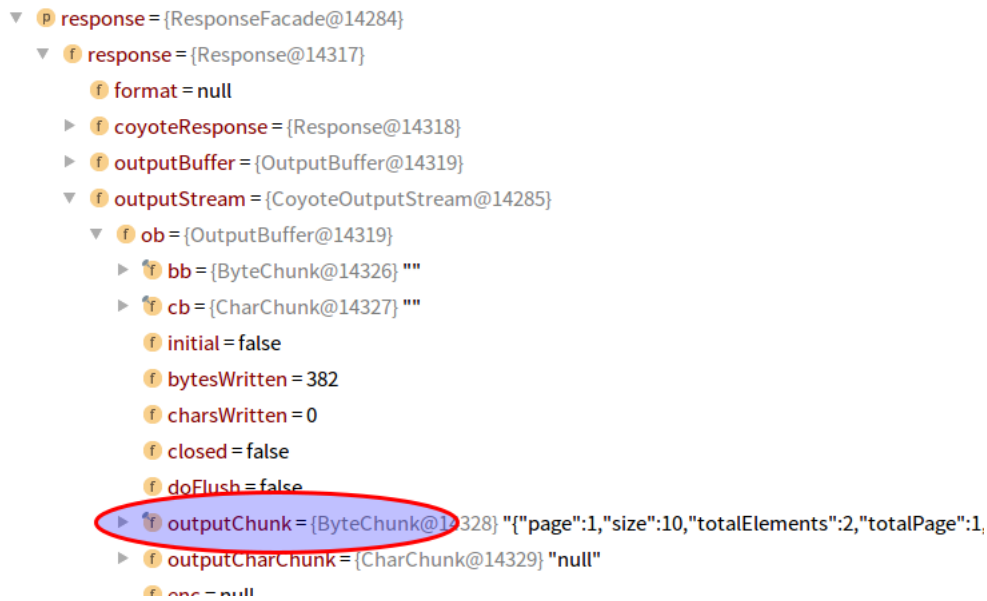 p response = {ResponseFacade@14284}
f response = {Response@14317}
f format = null
f coyoteResponse = {Response@14318}
f outputBuffer = {OutputBuffer@14319}
f outputStream = {CoyoteOutputStream@14285}
f ob = {OutputBuffer@14319}
f bb = {ByteChunk@14326} ""
f cb = {CharChunk@14327} ""
f initial = false
f bytesWritten = 382
f charsWritten = 0
f closed = false
f doFlush = false
f outputChunk = {ByteChunk@14328} "{"page":1,"size":10,"totalElements":2,"totalPage":1,
f outputCharChunk = {CharChunk@14329} "null"
f enc = null